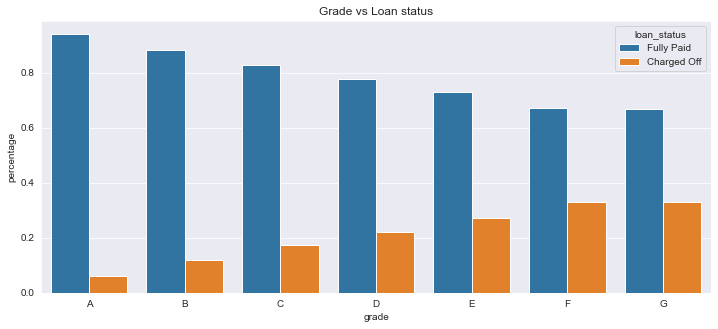 Grade vs Loan status
loan_status
Fully Paid
Charged Off
percentage
0.8
0.6
0.4
0.2
0.0
A B C D E F G
grade